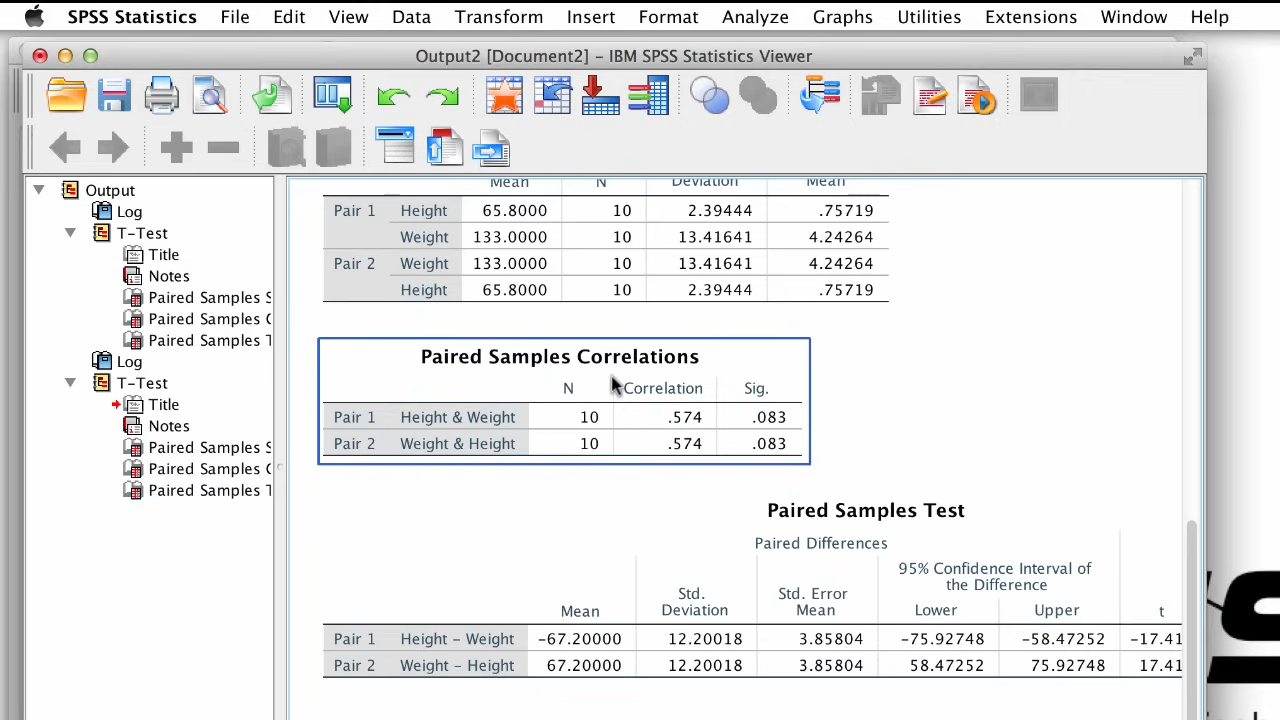 SPSS Statistics File Edit View Data Transform Insert Format Analyze Graphs Utilities Extensions Window Help
Output2 [Document2] – IBM SPSS Statistics Viewer
Output
Log
T-Test
Title
Notes
Paired Samples S
Paired Samples C
Paired Samples T
Log
T-Test
Title
Notes
Paired Samples S
Paired Samples C
Paired Samples T
Mean N Deviation Mean
Pair 1 Height 65.8000 10 2.39444 .75719
Weight 133.0000 10 13.41641 4.24264
Pair 2 Weight 133.0000 10 13.41641 4.24264
Height 65.8000 10 2.39444 .75719
Paired Samples Correlations
N Correlation Sig.
Pair 1 Height & Weight 10 .574 .083
Pair 2 Weight & Height 10 .574 .083
Paired Samples Test
Paired Differences
95% Confidence Interval of
the Difference
Std.
Deviation
Std. Error
Mean
Mean Lower Upper t
Pair 1 Height – Weight −67.20000 12.20018 3.85804 −75.92748 −58.47252 −17.41
Pair 2 Weight – Height 67.20000 12.20018 3.85804 58.47252 75.92748 17.41